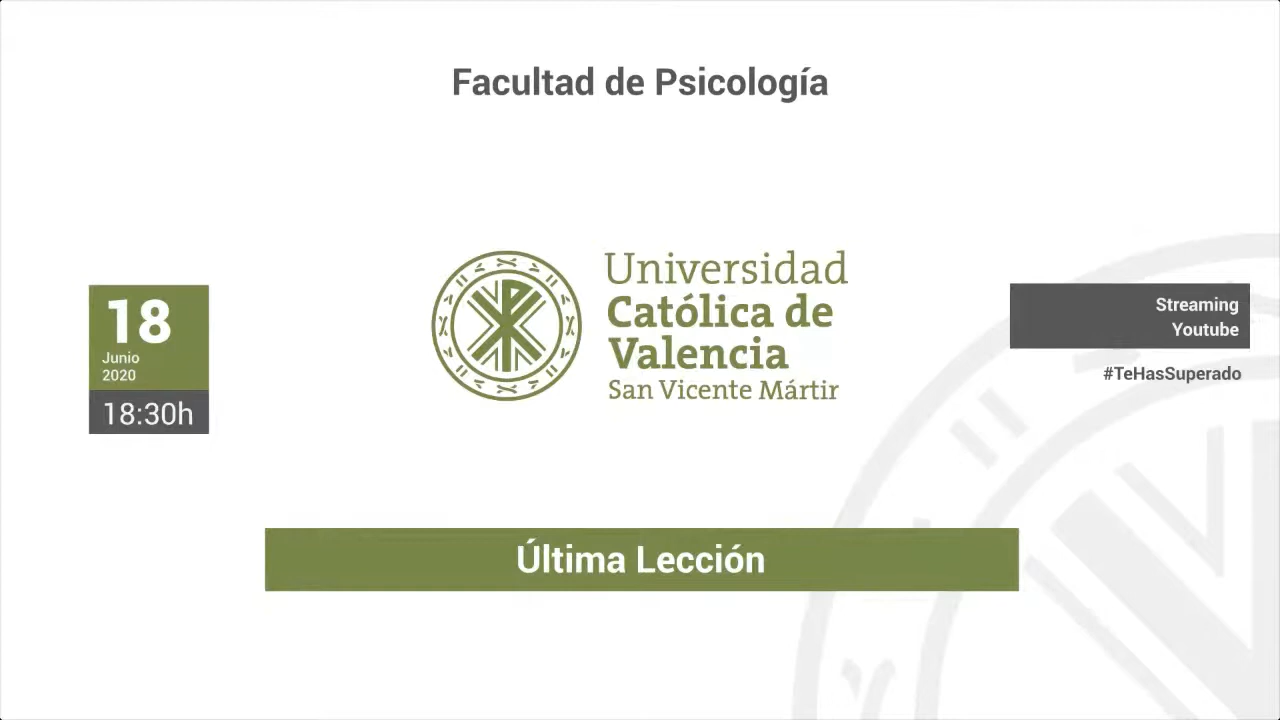 Facultad de Psicología
Universidad
Católica de
Valencia
San Vicente Mártir
18
Junio
2020
18:30h
Streaming
Youtube
#TeHasSuperado
Última Lección